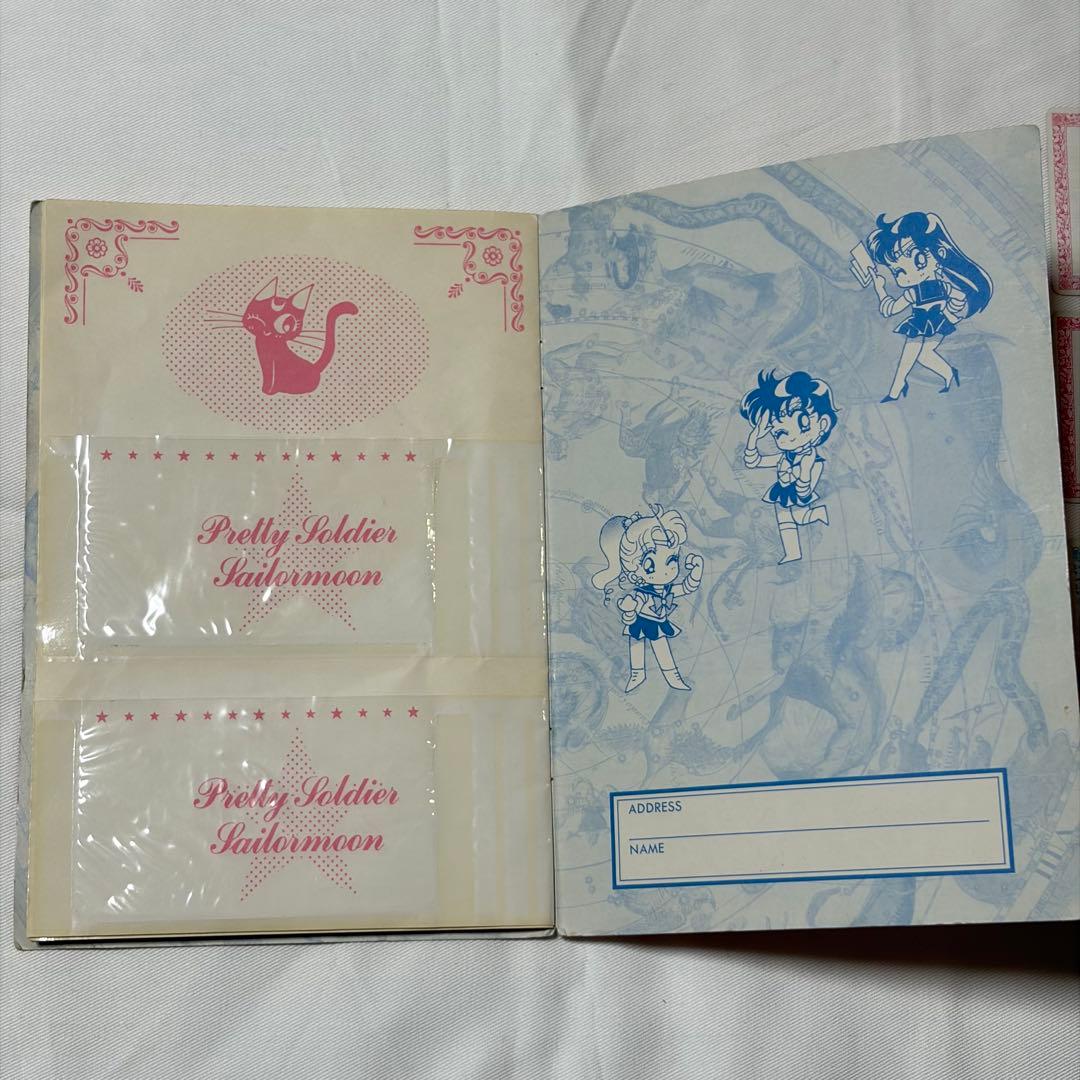 Pretty Soldier
Sailormoon
Pretty Soldier
Sailormoon
ADDRESS
NAME